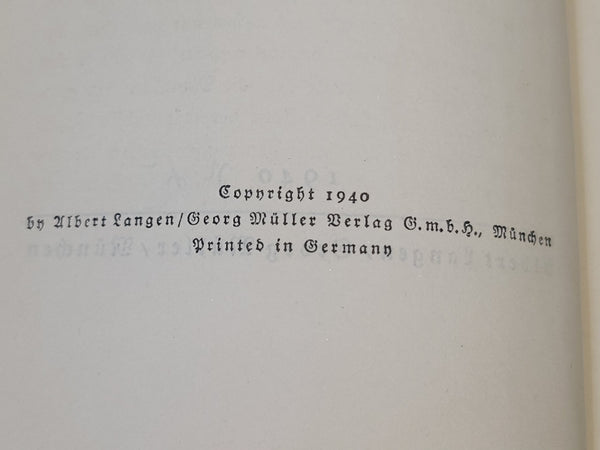 Copyright 1940
by Albert Langen/Georg Müller Verlag G.m.b.H., München
Printed in Germany